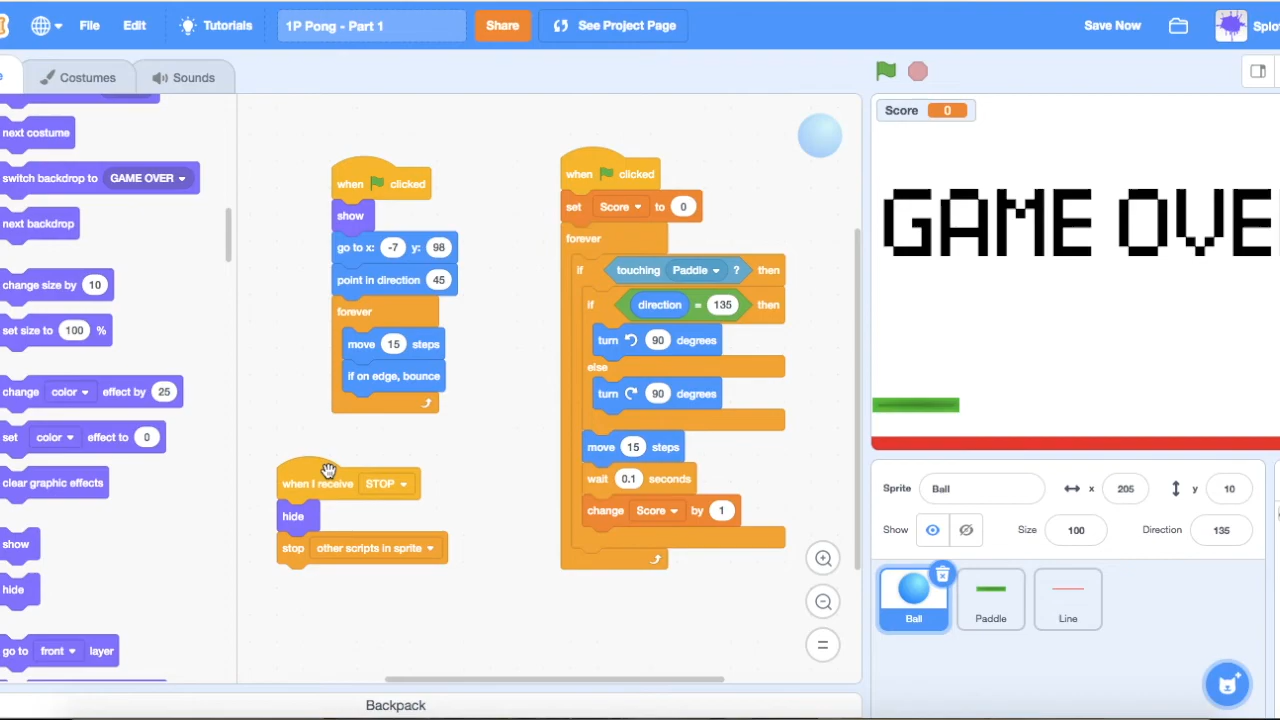 File Edit Tutorials 1P Pong - Part 1 Share See Project Page Save Now Splo
Costumes Sounds
next costume
switch backdrop to GAME OVER
next backdrop
change size by 10
set size to 100 %
change color effect by 25
set color effect to 0
clear graphic effects
show
hide
go to front layer
when clicked
show
go to x: -7 y: 98
point in direction 45
forever
move 15 steps
if on edge, bounce
when I receive STOP
hide
stop other scripts in sprite
when clicked
set Score to 0
forever
if touching Paddle ? then
if direction = 135 then
turn 90 degrees
else
turn 90 degrees
move 15 steps
wait 0.1 seconds
change Score by 1
Backpack
Score 0
GAME OVE
Sprite Ball x 205 y 10
Show Size 100 Direction 135
Ball Paddle Line